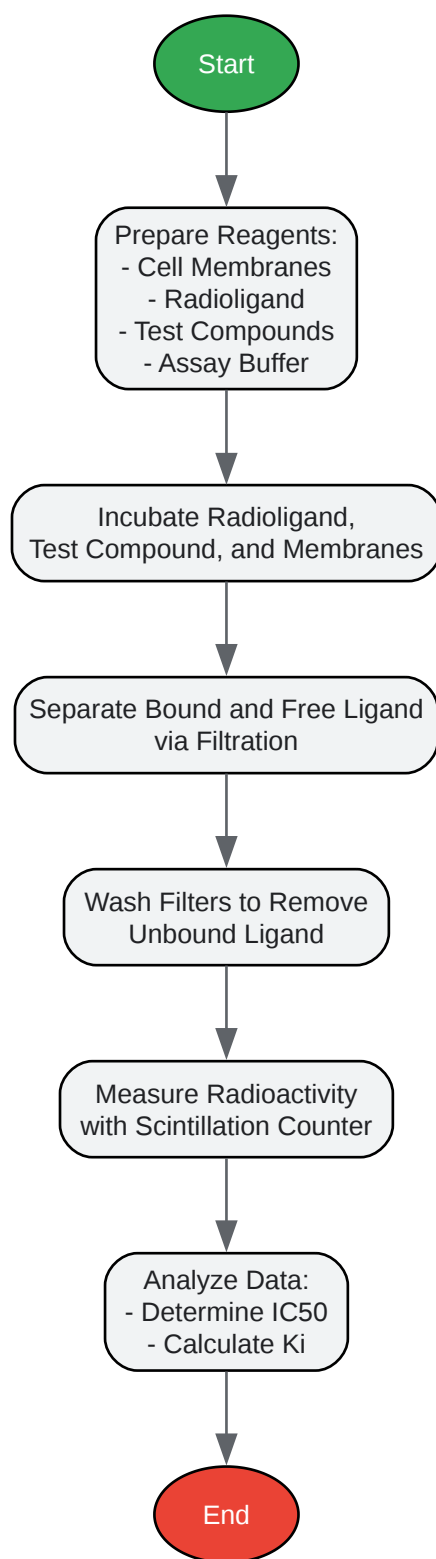 Start
Prepare Reagents:
- Cell Membranes
- Radioligand
- Test Compounds
- Assay Buffer
Incubate Radioligand,
Test Compound, and Membranes
Separate Bound and Free Ligand
via Filtration
Wash Filters to Remove
Unbound Ligand
Measure Radioactivity
with Scintillation Counter
Analyze Data:
- Determine IC50
- Calculate Ki
End